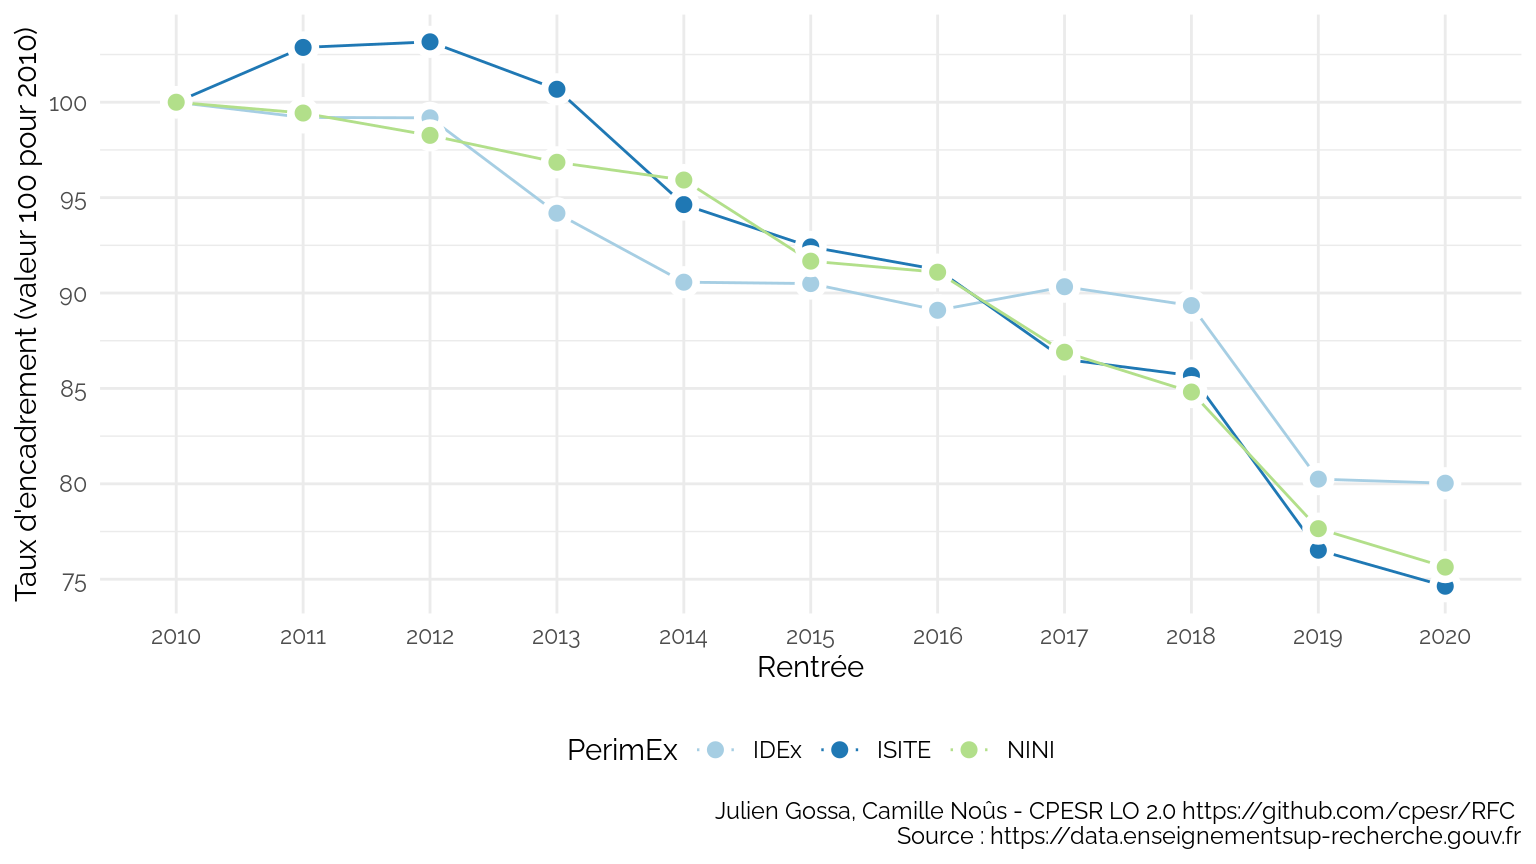 Taux d'encadrement (valeur 100 pour 2010)
100
95
90
85
80
75
2010 2011 2012 2013 2014 2015 2016 2017 2018 2019 2020
Rentrée
PerimEx IDEx ISITE NINI
Julien Gossa, Camille Noûs - CPESR LO 2.0 https://github.com/cpesr/RFC
Source : https://data.enseignementsup-recherche.gouv.fr